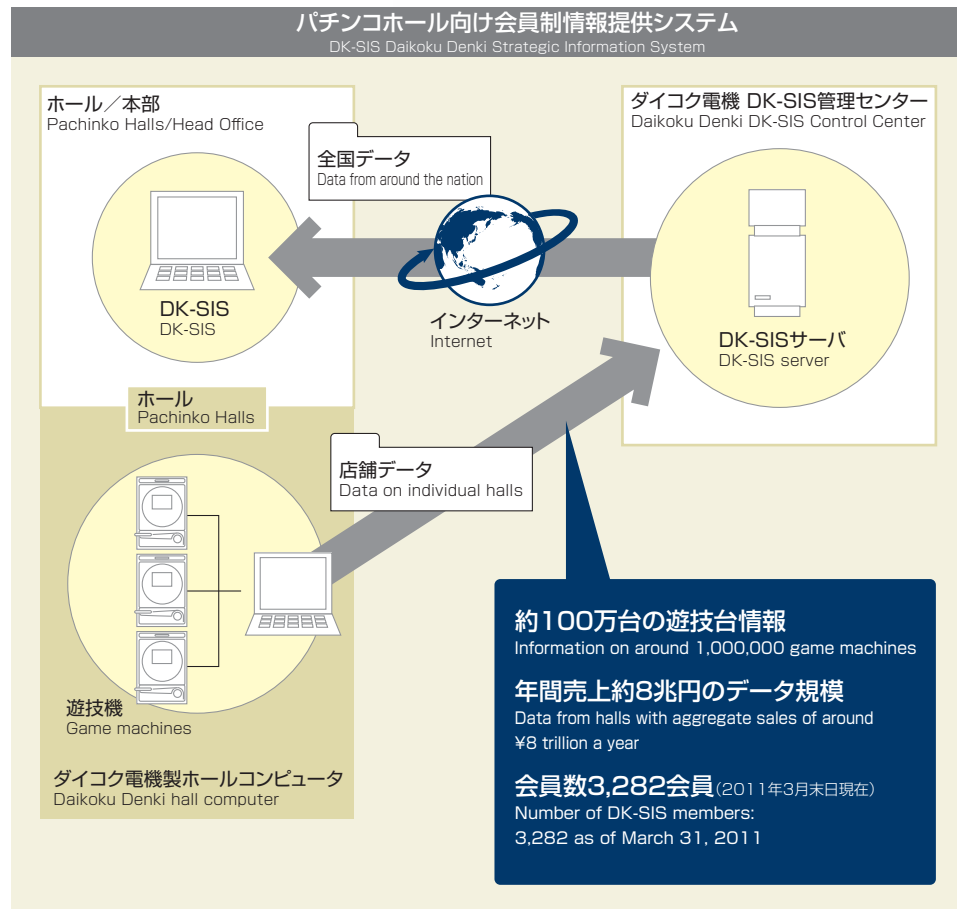 パチンコホール向け会員制情報提供システム
DK-SIS Daikoku Denki Strategic Information System
ホール／本部
Pachinko Halls/Head Office
全国データ
Data from around the nation
ダイコク電機 DK-SIS管理センター
Daikoku Denki DK-SIS Control Center
DK-SIS
DK-SIS
インターネット
Internet
DK-SISサーバ
DK-SIS server
ホール
Pachinko Halls
店舗データ
Data on individual halls
遊技機
Game machines
ダイコク電機製ホールコンピュータ
Daikoku Denki hall computer
約100万台の遊技台情報
Information on around 1,000,000 game machines
年間売上約8兆円のデータ規模
Data from halls with aggregate sales of around
¥8 trillion a year
会員数3,282会員(2011年3月末日現在)
Number of DK-SIS members:
3,282 as of March 31, 2011